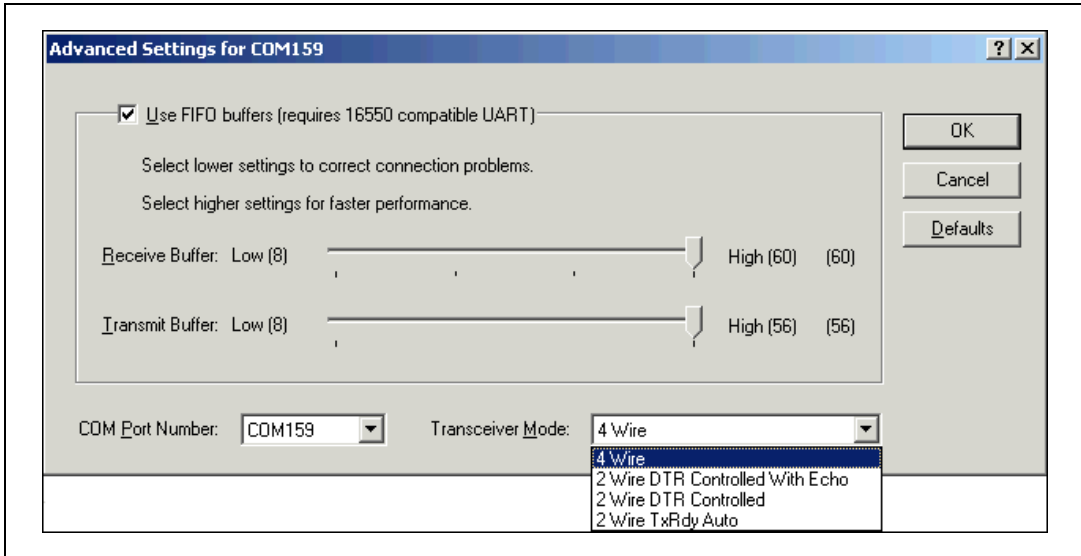 Advanced Settings for COM159
Use FIFO buffers (requires 16550 compatible UART)
OK
Select lower settings to correct connection problems.
Cancel
Select higher settings for faster performance.
Defaults
Receive Buffer: Low (8) High (60) (60)
Transmit Buffer: Low (8) High (56) (56)
COM Port Number: COM159 Transceiver Mode: 4 Wire
4 Wire
2 Wire DTR Controlled With Echo
2 Wire DTR Controlled
2 Wire TxRdy Auto